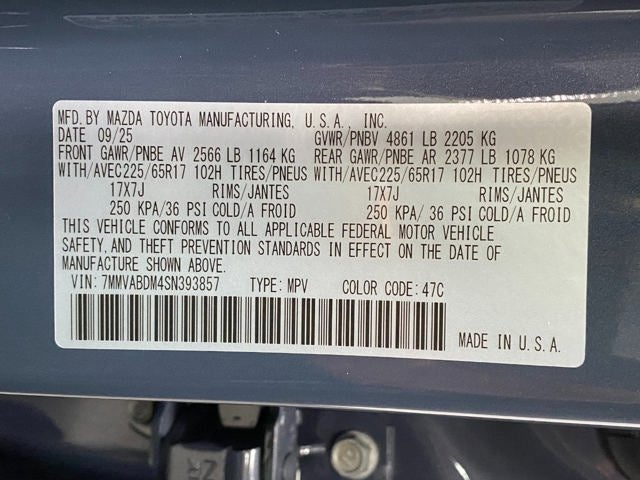 MFD. BY MAZDA TOYOTA MANUFACTURING, U.S.A., INC.
DATE 09/25 GVWR/PNBV 4861 LB 2205 KG
FRONT GAWR/PNBE AV 2566 LB 1164 KG REAR GAWR/PNBE AR 2377 LB 1078 KG
WITH/AVEC225/65R17 102H TIRES/PNEUS WITH/AVEC225/65R17 102H TIRES/PNEUS
17X7J RIMS/JANTES 17X7J RIMS/JANTES
250 KPA/36 PSI COLD/A FROID 250 KPA/ 36 PSI COLD/A FROID
THIS VEHICLE CONFORMS TO ALL APPLICABLE FEDERAL MOTOR VEHICLE
SAFETY, AND THEFT PREVENTION STANDARDS IN EFFECT ON THE DATE OF
MANUFACTURE SHOWN ABOVE.
VIN: 7MMVABDM4SN393857 TYPE: MPV COLOR CODE: 47C
MADE IN U.S.A.